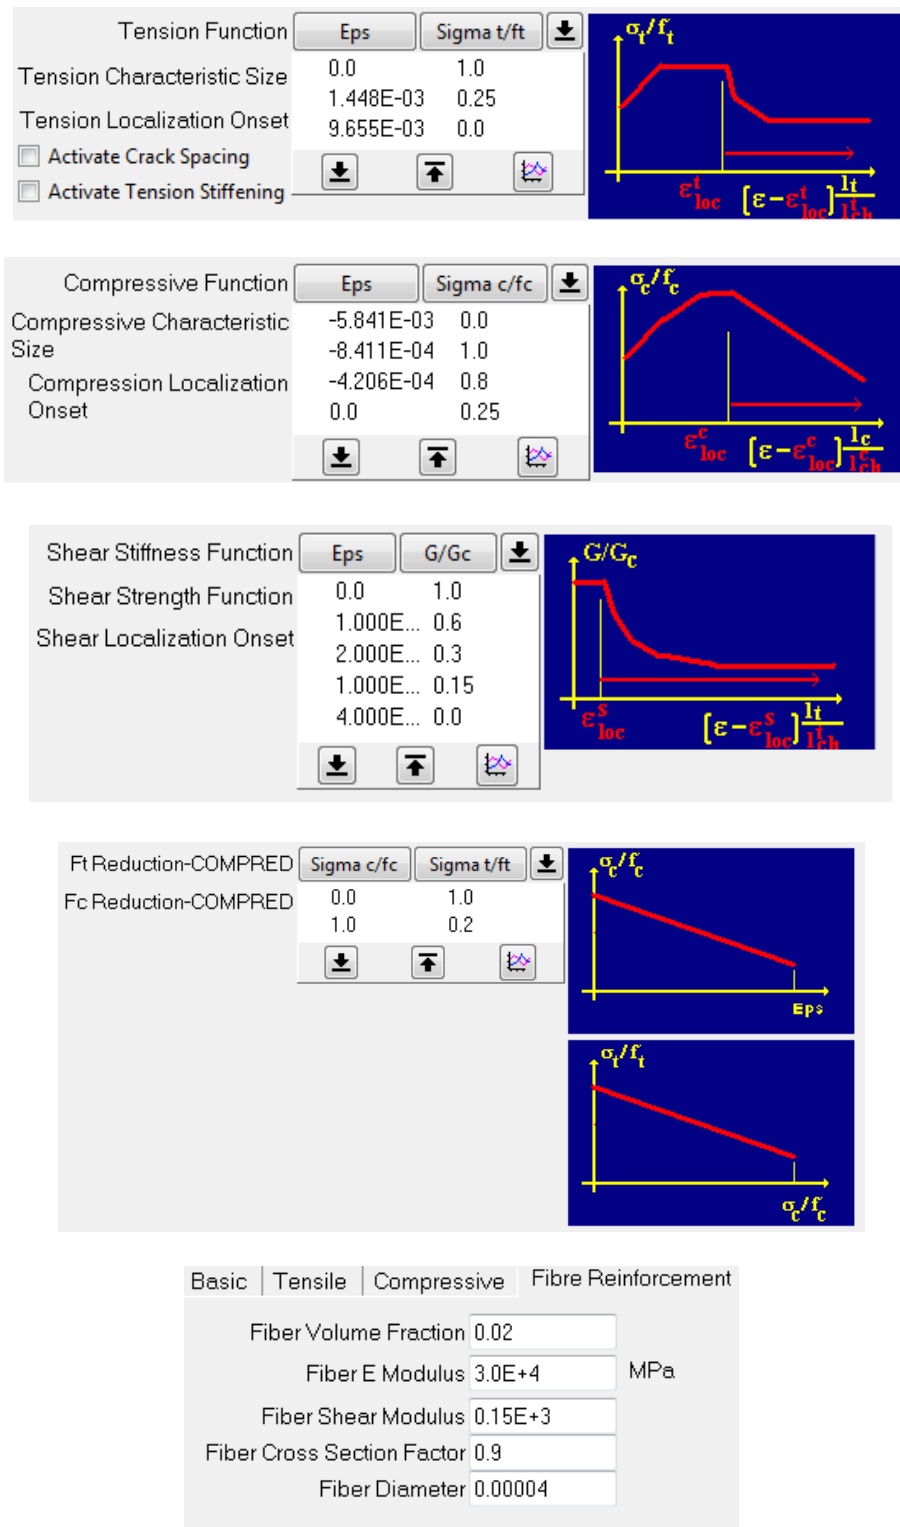 Tension Function Eps Sigma t/ft
Tension Characteristic Size 0.0 1.0
1.448E-03 0.25
Tension Localization Onset 9.655E-03 0.0
Activate Crack Spacing
Activate Tension Stiffening
σt/f't
εtloc [ε-εtloc]lt/ltch
Compressive Function Eps Sigma c/fc
Compressive Characteristic -5.841E-03 0.0
Size -8.411E-04 1.0
Compression Localization -4.206E-04 0.8
Onset 0.0 0.25
σc/f'c
εcloc [ε-εcloc]lc/lcch
Shear Stiffness Function Eps G/Gc
Shear Strength Function 0.0 1.0
1.000E... 0.6
Shear Localization Onset 2.000E... 0.3
1.000E... 0.15
4.000E... 0.0
G/Gc
εsloc [ε-εsloc]lt/ltch
Ft Reduction-COMPRED Sigma c/fc Sigma t/ft
Fc Reduction-COMPRED 0.0 1.0
1.0 0.2
σc/f'c
Eps
σt/f't
σc/f'c
Basic Tensile Compressive Fibre Reinforcement
Fiber Volume Fraction 0.02
Fiber E Modulus 3.0E+4 MPa
Fiber Shear Modulus 0.15E+3
Fiber Cross Section Factor 0.9
Fiber Diameter 0.00004